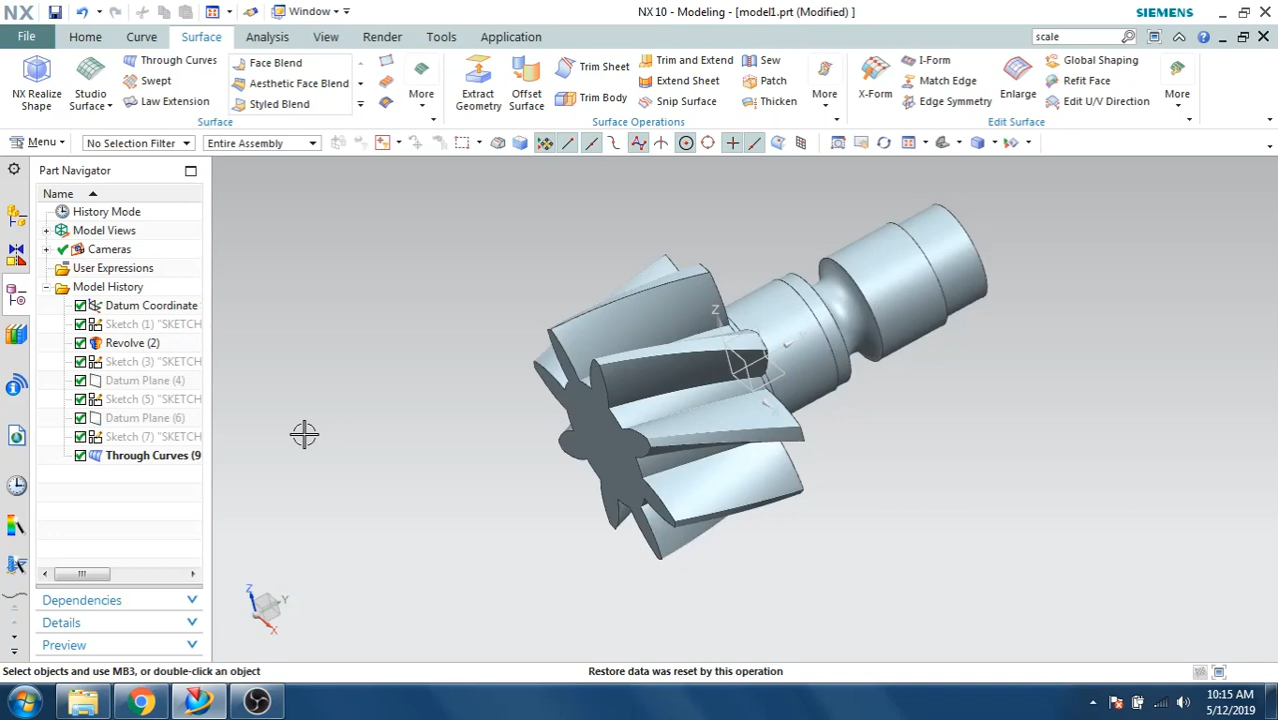 NX Window NX 10 - Modeling - [model1.prt (Modified) ] SIEMENS
File Home Curve Surface Analysis View Render Tools Application scale
NX Realize Shape
Studio Surface
Through Curves
Swept
Law Extension
Face Blend
Aesthetic Face Blend
Styled Blend
More
Surface
Extract Geometry
Offset Surface
Trim Sheet
Trim Body
Trim and Extend
Extend Sheet
Snip Surface
Sew
Patch
Thicken
More
Surface Operations
X-Form
I-Form
Match Edge
Edge Symmetry
Enlarge
Global Shaping
Refit Face
Edit U/V Direction
More
Edit Surface
Menu No Selection Filter Entire Assembly
Part Navigator
Name
History Mode
Model Views
Cameras
User Expressions
Model History
Datum Coordinate
Sketch (1) "SKETCH
Revolve (2)
Sketch (3) "SKETCH
Datum Plane (4)
Sketch (5) "SKETCH
Datum Plane (6)
Sketch (7) "SKETCH
Through Curves (9
Dependencies
Details
Preview
Z
Z
Y
X
Select objects and use MB3, or double-click an object Restore data was reset by this operation
10:15 AM
5/12/2019